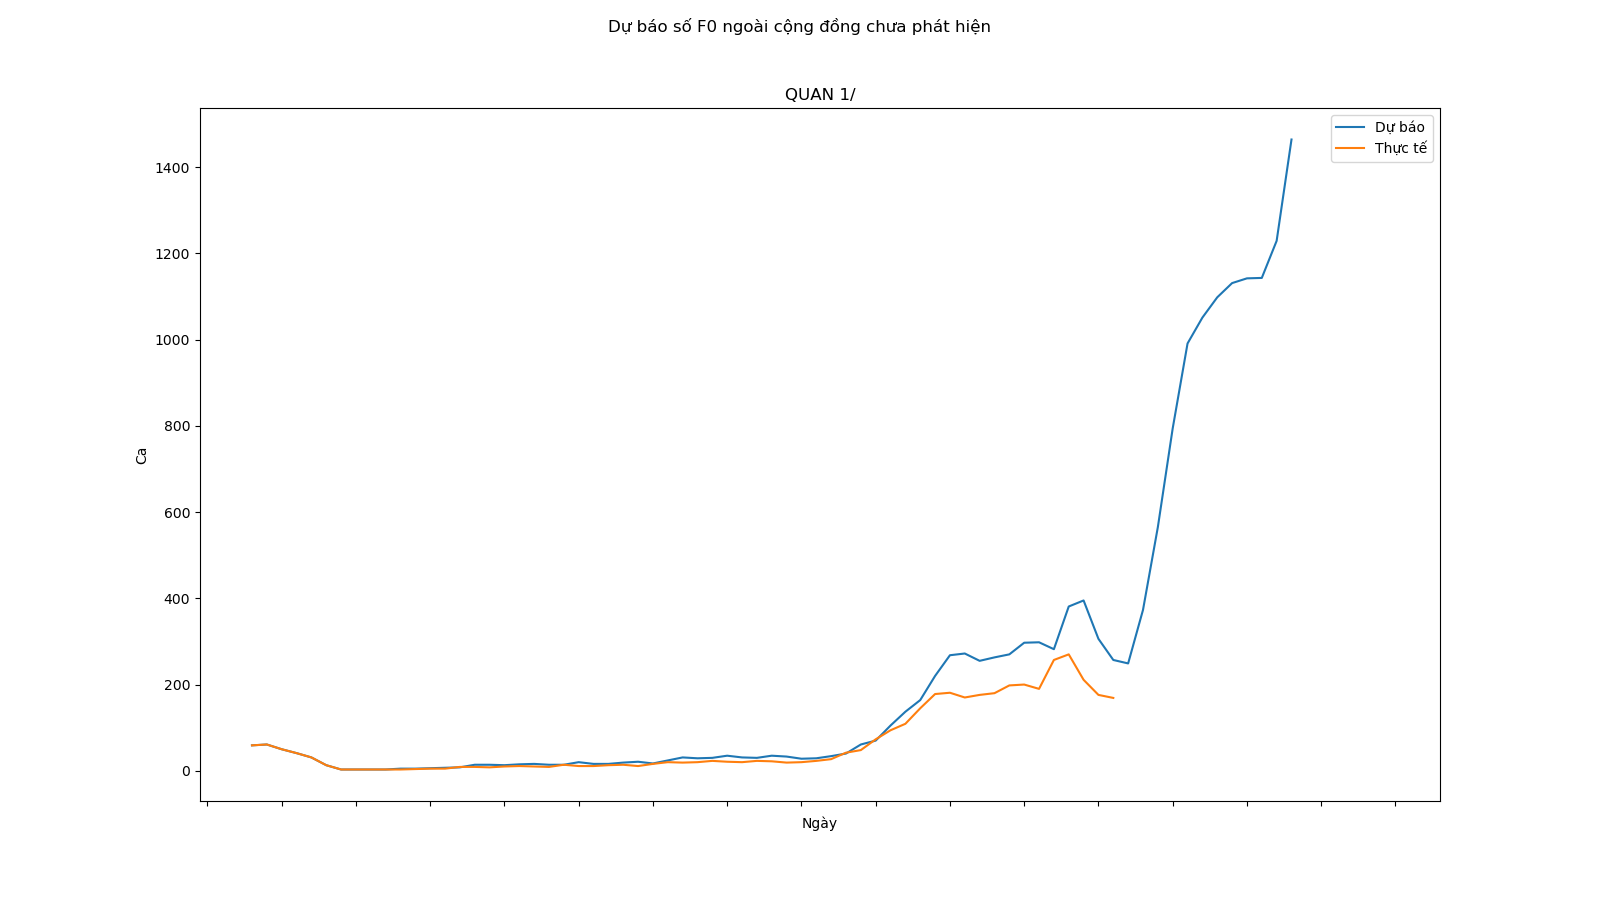 Dự báo số F0 ngoài cộng đồng chưa phát hiện
QUAN 1/
Dự báo
Thực tế
1400
1200
1000
800
600
400
200
0
Ca
Ngày